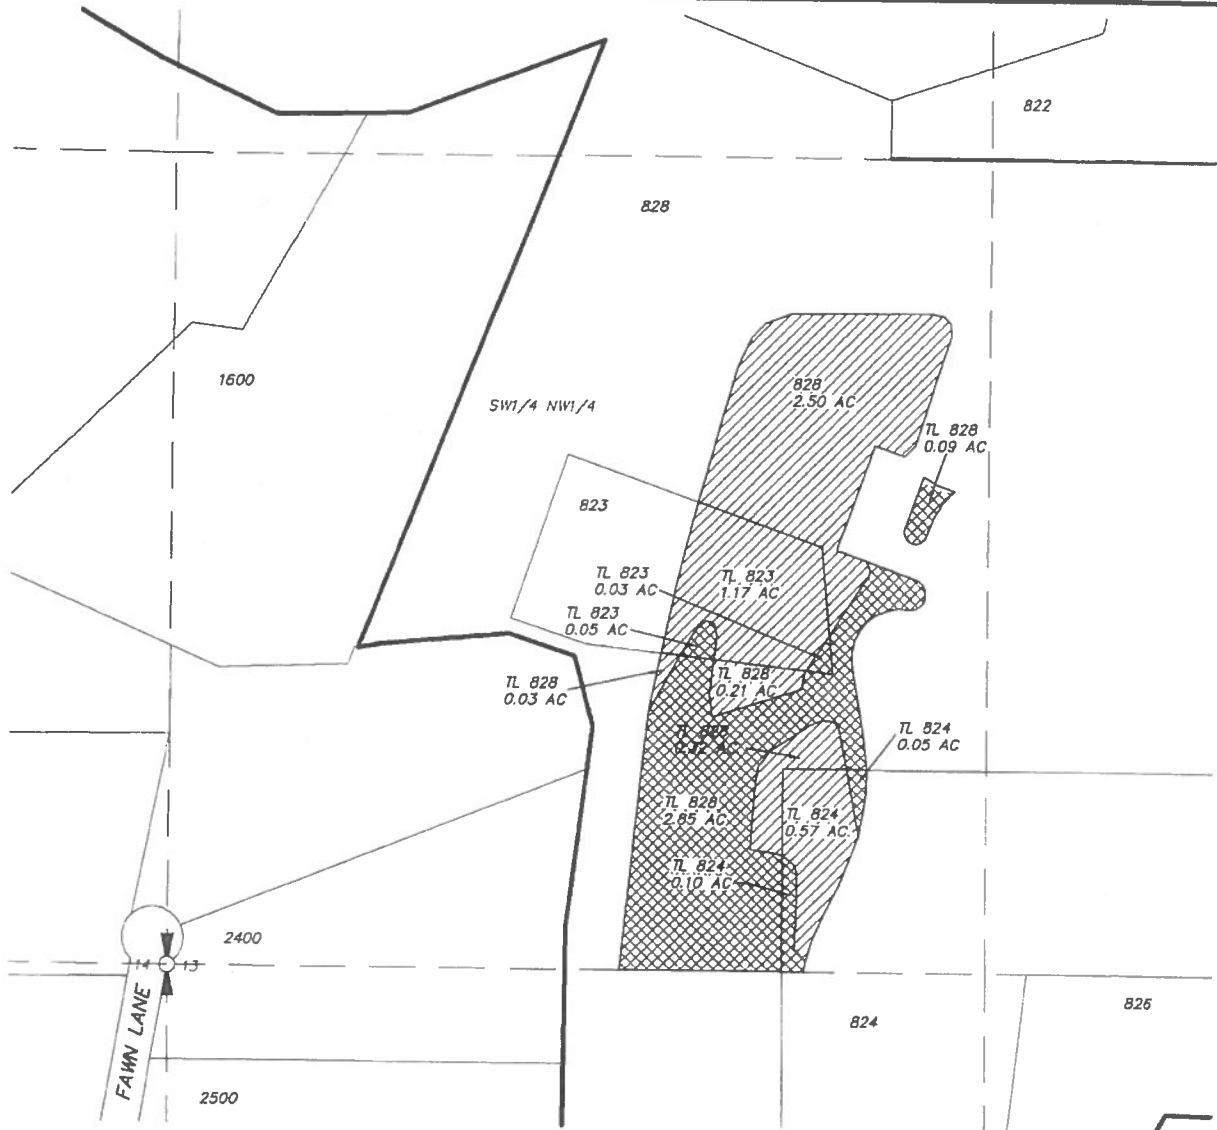 822
828
1600
SW1/4 NW1/4
828
2.50 AC
TL 828
0.09 AC
823
TL 823
0.03 AC
TL 823
1.17 AC
TL 823
0.05 AC
TL 828
0.03 AC
TL 828
0.21 AC
TL 824
0.05 AC
TL 828
AC
TL 828
2.85 AC
TL 824
0.57 AC
TL 824
0.10 AC
2400
14 13
FAWN LANE
824
826
2500